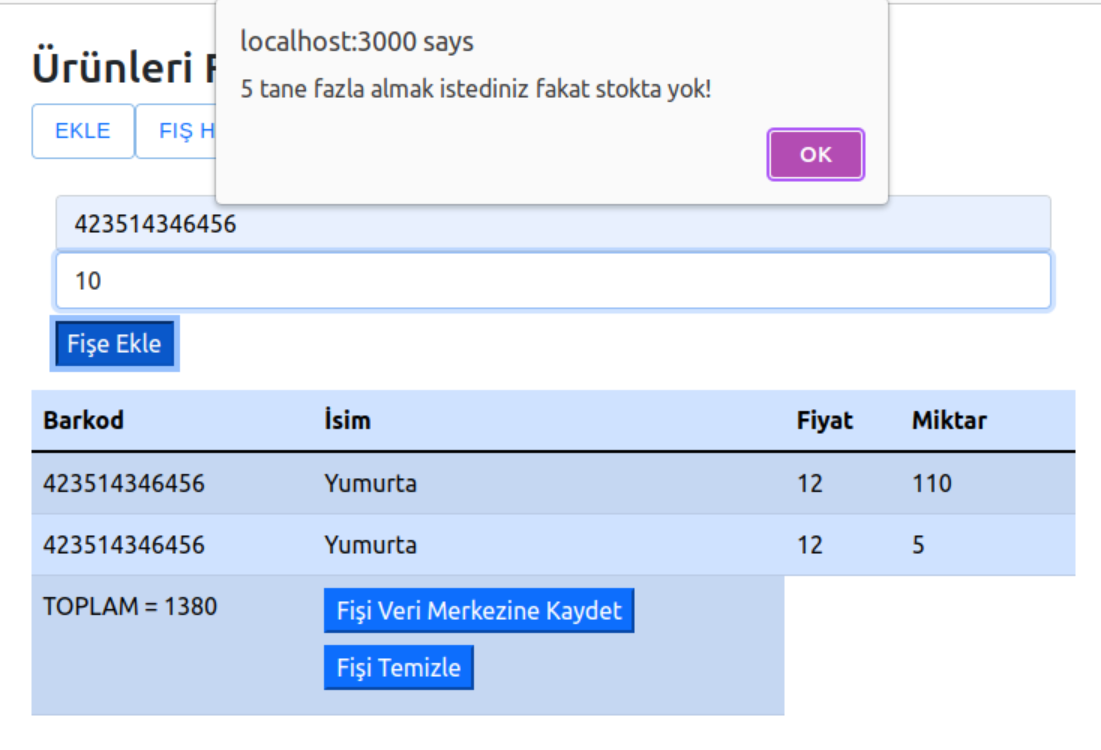 localhost:3000 says
5 tane fazla almak istediniz fakat stokta yok!
OK
Ürünleri
EKLE FIŞ H
423514346456
10
Fişe Ekle
Barkod İsim Fiyat Miktar
423514346456 Yumurta 12 110
423514346456 Yumurta 12 5
TOPLAM = 1380 Fişi Veri Merkezine Kaydet
Fişi Temizle